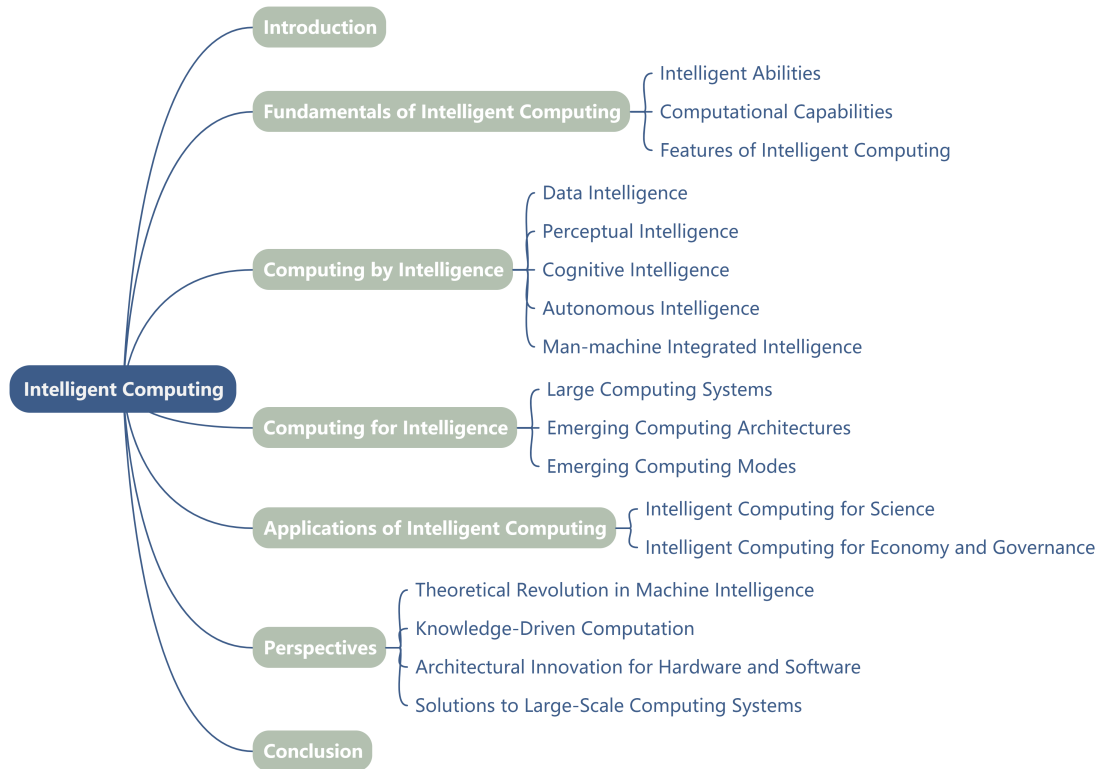 Introduction
Fundamentals of Intelligent Computing
Intelligent Abilities
Computational Capabilities
Features of Intelligent Computing
Computing by Intelligence
Data Intelligence
Perceptual Intelligence
Cognitive Intelligence
Autonomous Intelligence
Man-machine Integrated Intelligence
Intelligent Computing
Computing for Intelligence
Large Computing Systems
Emerging Computing Architectures
Emerging Computing Modes
Applications of Intelligent Computing
Intelligent Computing for Science
Intelligent Computing for Economy and Governance
Perspectives
Theoretical Revolution in Machine Intelligence
Knowledge-Driven Computation
Architectural Innovation for Hardware and Software
Solutions to Large-Scale Computing Systems
Conclusion